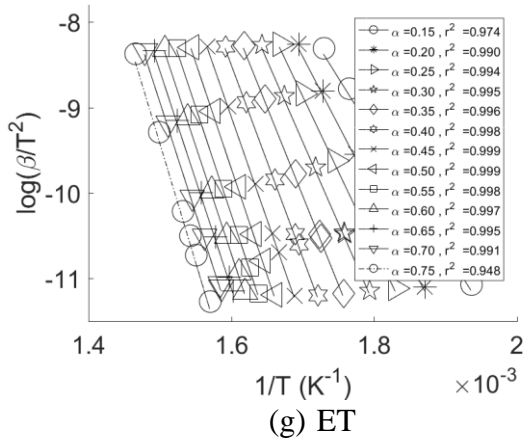 -8
-9
-10
-11
log(β/T²)
1.4
1.6
1.8
2
1/T (K⁻¹)
×10⁻³
α =0.15 , r² =0.974
α =0.20 , r² =0.990
α =0.25 , r² =0.994
α =0.30 , r² =0.995
α =0.35 , r² =0.996
α =0.40 , r² =0.998
α =0.45 , r² =0.999
α =0.50 , r² =0.999
α =0.55 , r² =0.998
α =0.60 , r² =0.997
α =0.65 , r² =0.995
α =0.70 , r² =0.991
α =0.75 , r² =0.948
(g) ET